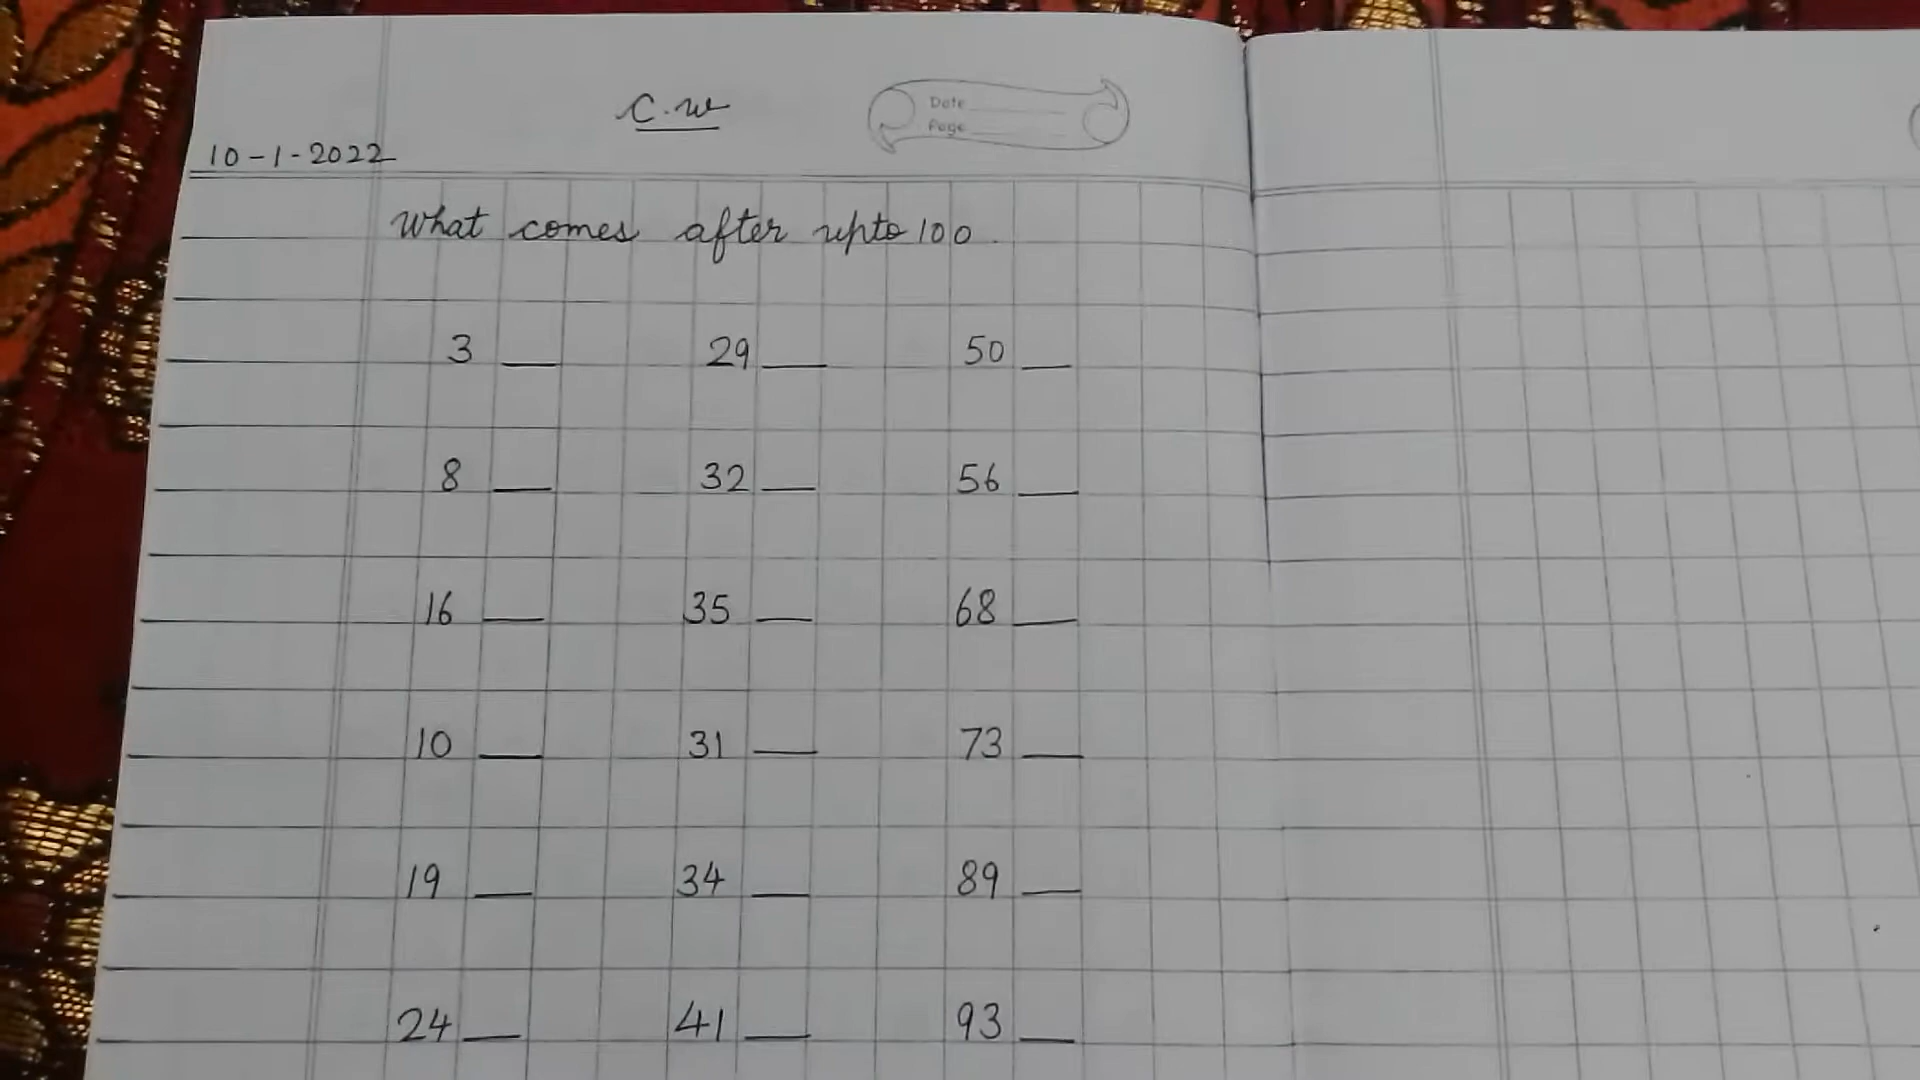 C.W
Date
Page
10-1-2022
What comes after upto 100.
3 __ 29 __ 50 __
8 __ 32 __ 56 __
16 __ 35 __ 68 __
10 __ 31 __ 73 __
19 __ 34 __ 89 __
24 __ 41 __ 93 __